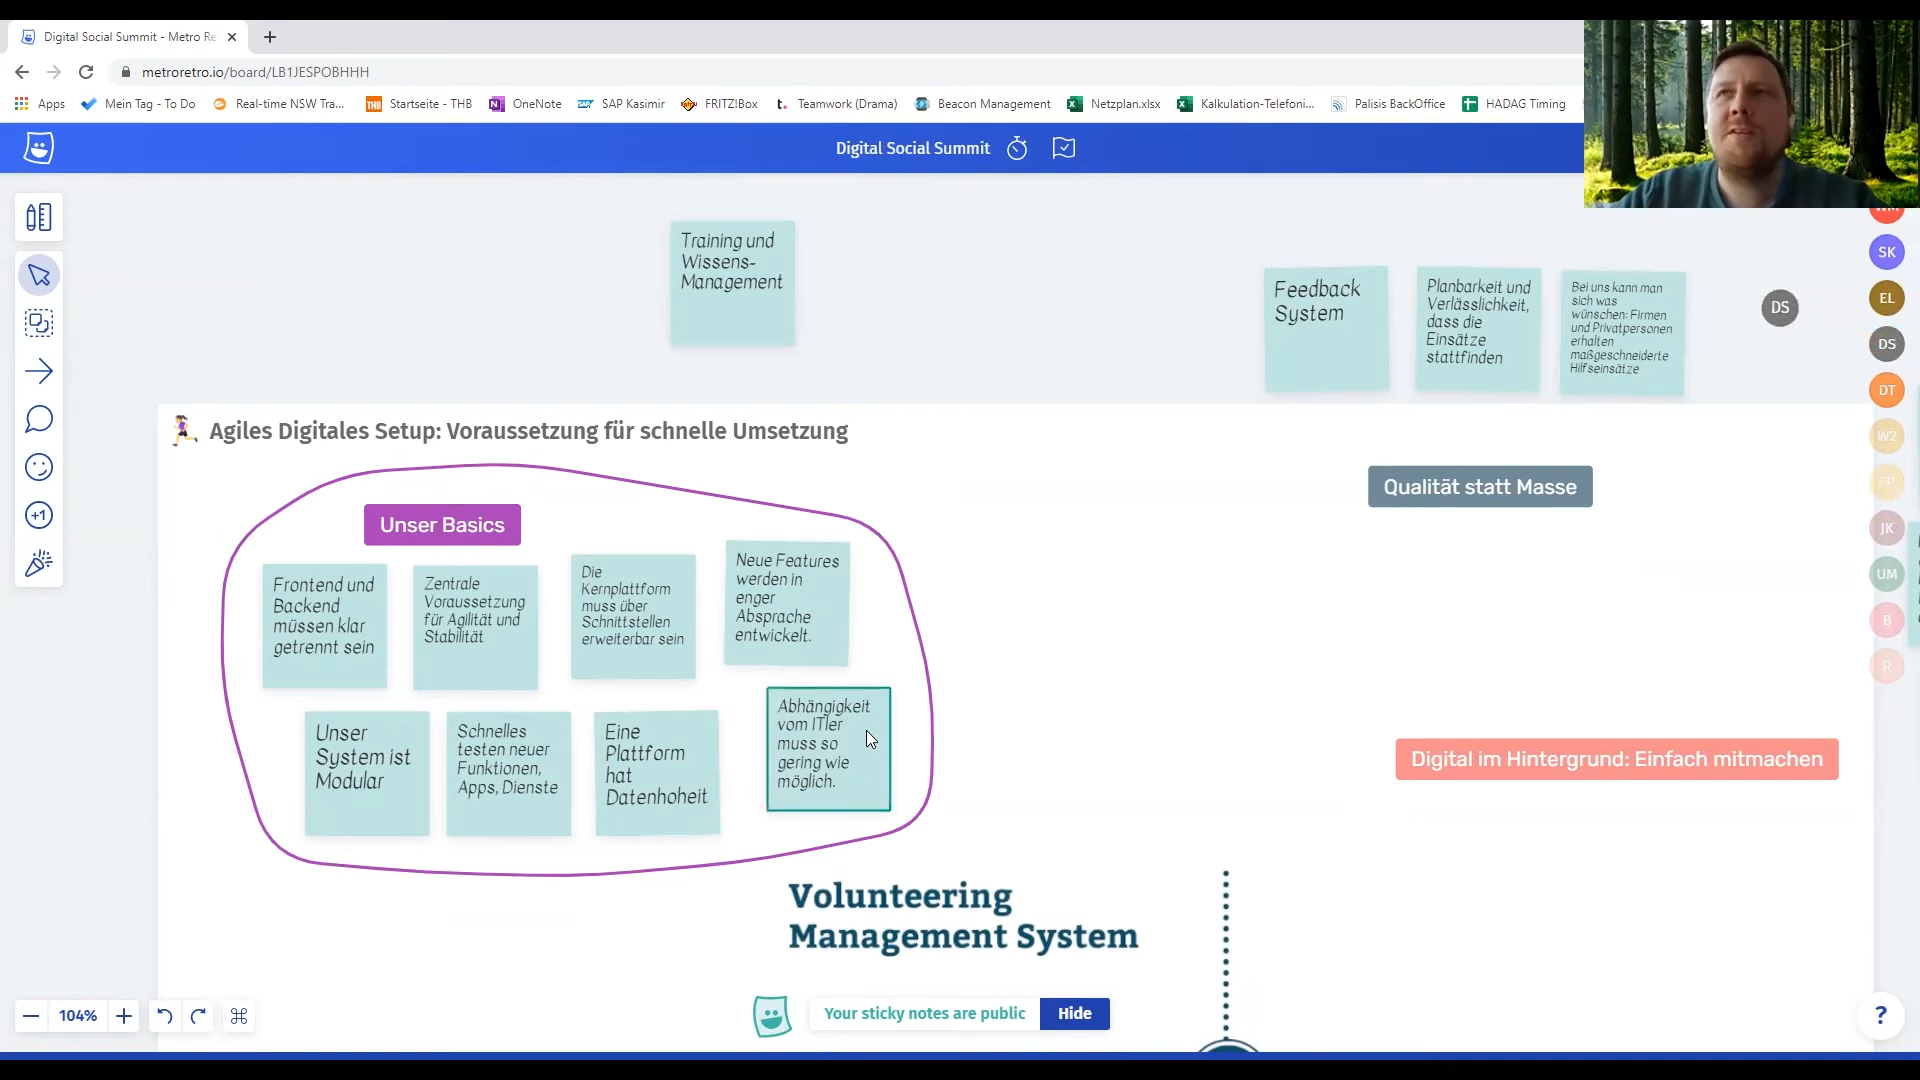 Digital Social Summit - Metro Re
metroretro.io/board/LB1JESPOBHHH
Apps
Mein Tag - To Do
Real-time NSW Tra...
THB
Startseite - THB
OneNote
SAP
SAP Kasimir
FRITZ!Box
t.
Teamwork (Drama)
Beacon Management
Netzplan.xlsx
Kalkulation-Telefoni...
Palisis BackOffice
HADAG Timing
Digital Social Summit
Training und
Wissens-
Management
Feedback
System
Planbarkeit und
Verlässlichkeit,
dass die
Einsätze
stattfinden
Bei uns kann man
sich was
wünschen: Firmen
und Privatpersonen
erhalten
maßgeschneiderte
Hilfseinsätze
DS
SK
EL
DS
DT
W2
JK
UM
B
R
Agiles Digitales Setup: Voraussetzung für schnelle Umsetzung
Qualität statt Masse
Unser Basics
Frontend und
Backend
müssen klar
getrennt sein
Zentrale
Voraussetzung
für Agilität und
Stabilität
Die
Kernplattform
muss über
Schnittstellen
erweiterbar sein
Neue Features
werden in
enger
Absprache
entwickelt.
Unser
System ist
Modular
Schnelles
testen neuer
Funktionen,
Apps, Dienste
Eine
Plattform
hat
Datenhoheit
Abhängigkeit
vom ITler
muss so
gering wie
möglich.
Digital im Hintergrund: Einfach mitmachen
+1
Volunteering
Management System
104%
Your sticky notes are public
Hide
?